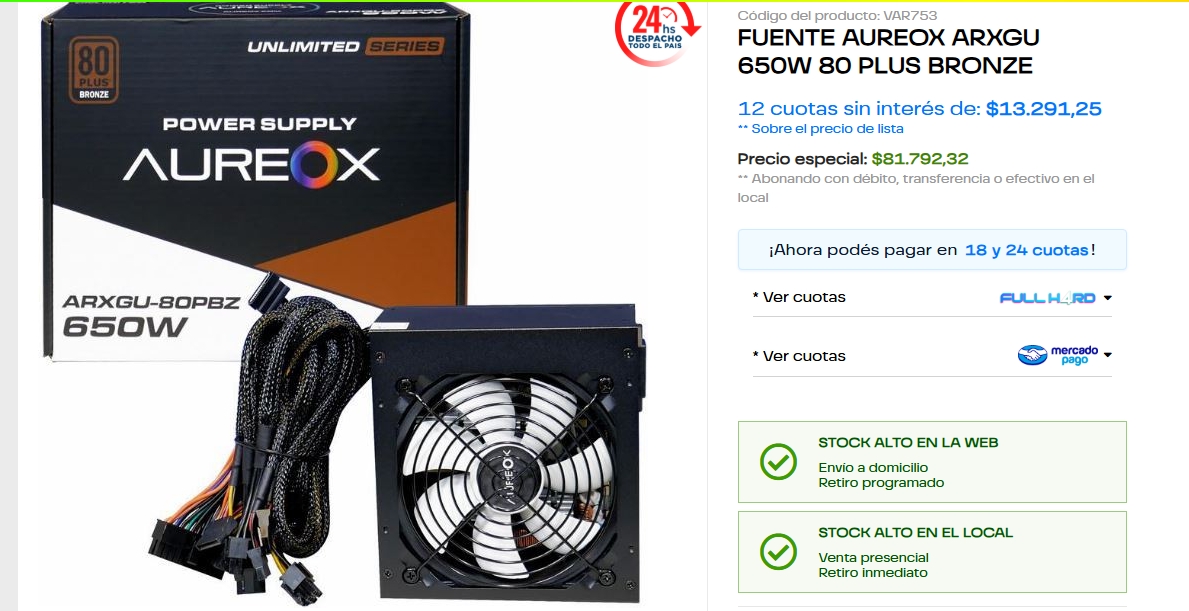 80
PLUS
BRONZE
UNLIMITED SERIES
POWER SUPPLY
AUREOX
ARXGU-80PBZ
650W
AUREOX
24hs
DESPACHO
TODO EL PAIS
Código del producto: VAR753
FUENTE AUREOX ARXGU
650W 80 PLUS BRONZE
12 cuotas sin interés de: $13.291,25
** Sobre el precio de lista
Precio especial: $81.792,32
** Abonando con débito, transferencia o efectivo en el
local
¡Ahora podés pagar en 18 y 24 cuotas!
* Ver cuotas
FULL H RD
* Ver cuotas
mercado
pago
STOCK ALTO EN LA WEB
Envío a domicilio
Retiro programado
STOCK ALTO EN EL LOCAL
Venta presencial
Retiro inmediato